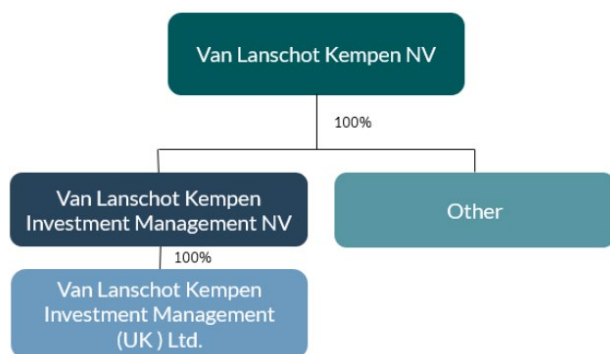 Van Lanschot Kempen NV
100%
Van Lanschot Kempen
Investment Management NV
Other
100%
Van Lanschot Kempen
Investment Management
(UK ) Ltd.